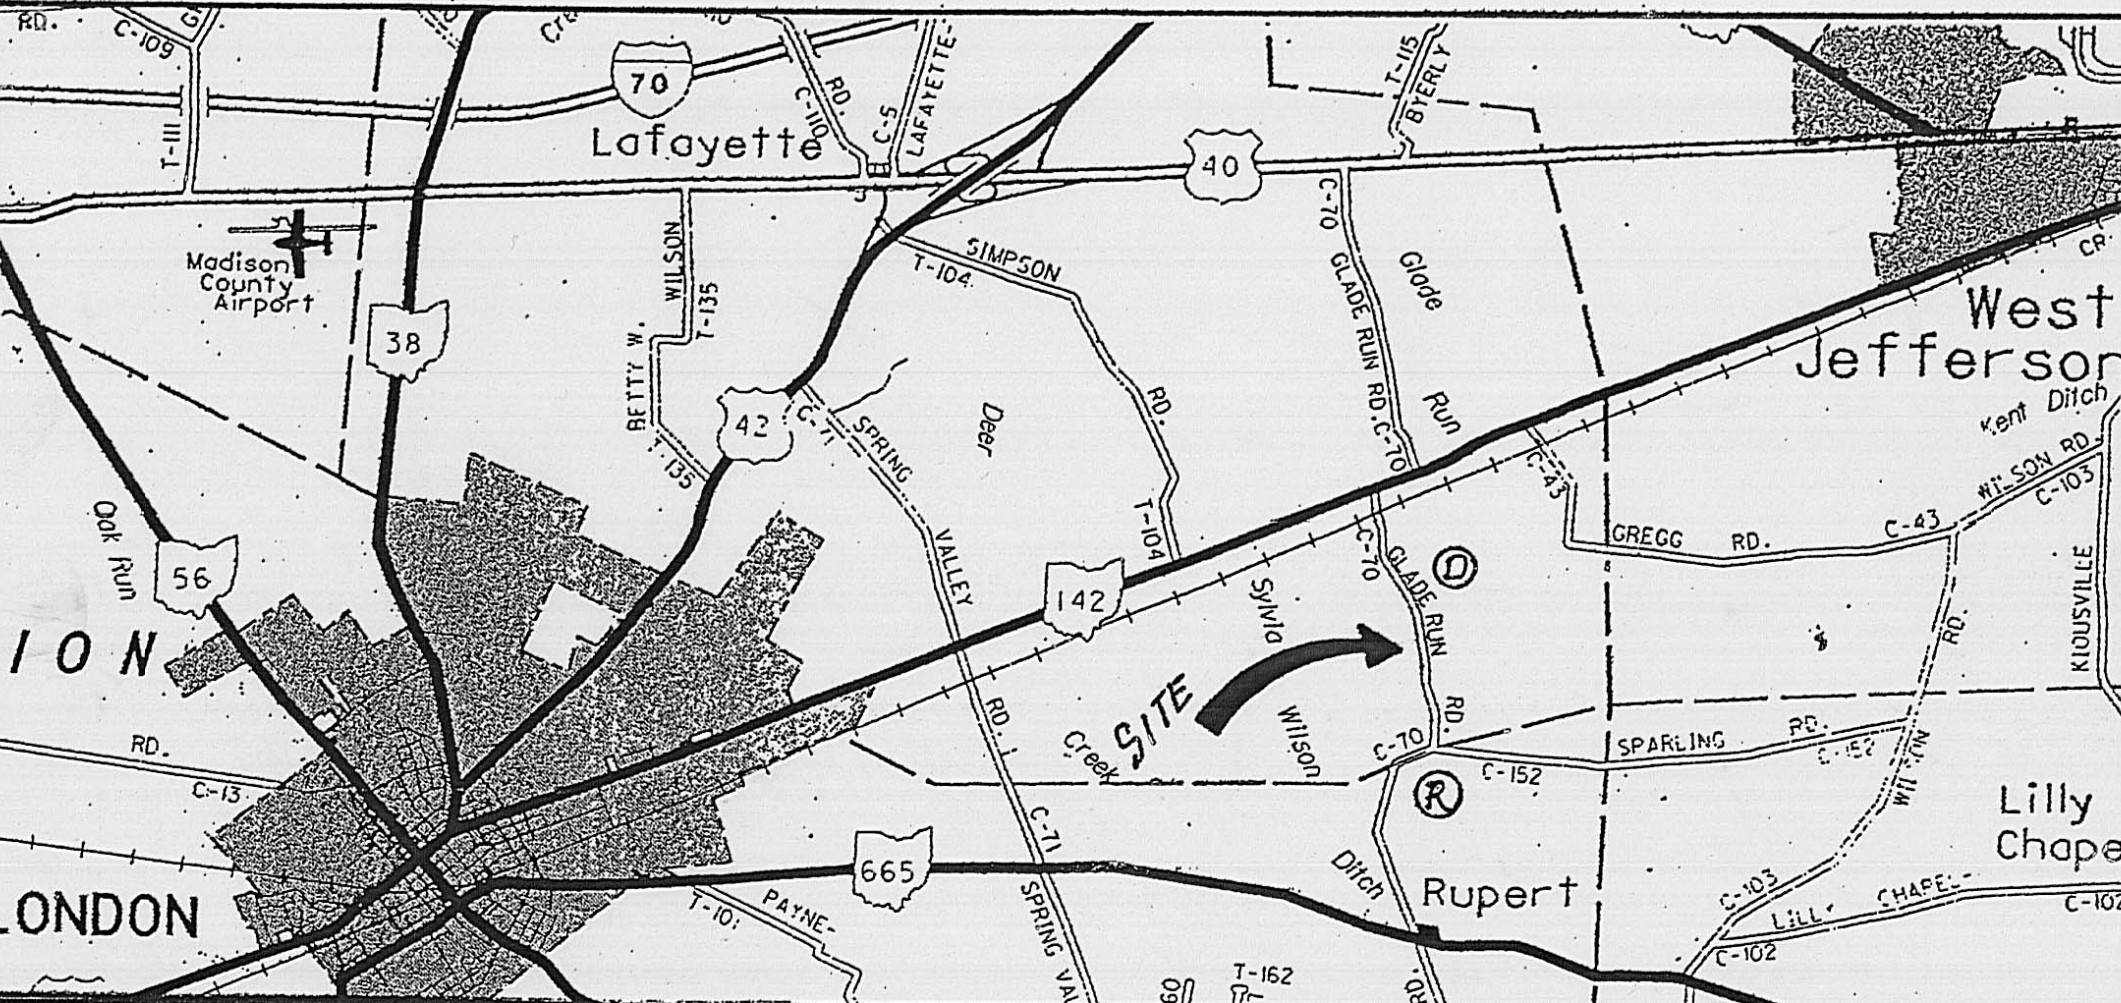 RD.
C-109
70
RD.
C-110
C-5
LAFAYETTE-
T-115
BYERLY
T-111
Lafayette
40
C-70
WILSON
T-135
SIMPSON
T-104
GLADE RUN RD.
Glade
Madison
County
Airport
38
BETTY W.
T-135
42
C-71
SPRING
Deer
RD.
C-70
Run
West
Jefferson
CR.
Kent Ditch
WILSON RD.
C-103
C-43
GREGG RD.
C-43
Oak Run
56
VALLEY
T-104
142
C-70
GLADE RUN
D
Sylvia
KIOUSVILLE
RD.
ION
SITE
RD.
Creek
Wilson
RD.
C-70
SPARLING RD.
C-152
C-152
WILSON
RD.
C-13
R
Lilly
Chape
C-71
665
Ditch
Rupert
LONDON
T-101
PAYNE-
SPRING VAL
C-103
LILLY CHAPEL-
C-102
C-102
T-162
60
RD.